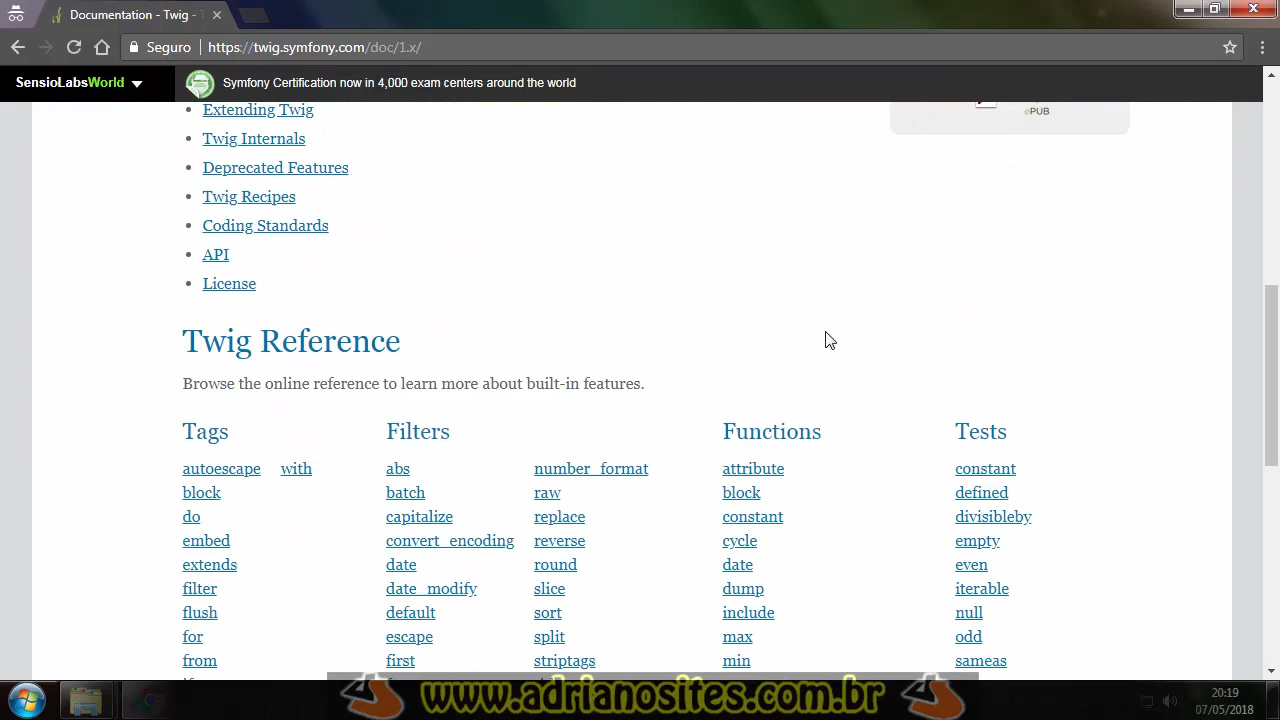 Documentation - Twig -
Seguro
https://twig.symfony.com/doc/1.x/
SensioLabsWorld
Symfony Certification now in 4,000 exam centers around the world
Extending Twig
ePUB
Twig Internals
Deprecated Features
Twig Recipes
Coding Standards
API
License
Twig Reference
Browse the online reference to learn more about built-in features.
Tags
autoescape with
block
do
embed
extends
filter
flush
for
from
Filters
abs number_format
batch raw
capitalize replace
convert_encoding reverse
date round
date_modify slice
default sort
escape split
first striptags
Functions
attribute
block
constant
cycle
date
dump
include
max
min
Tests
constant
defined
divisibleby
empty
even
iterable
null
odd
sameas
www.adrianosites.com.br
20:19
07/05/2018